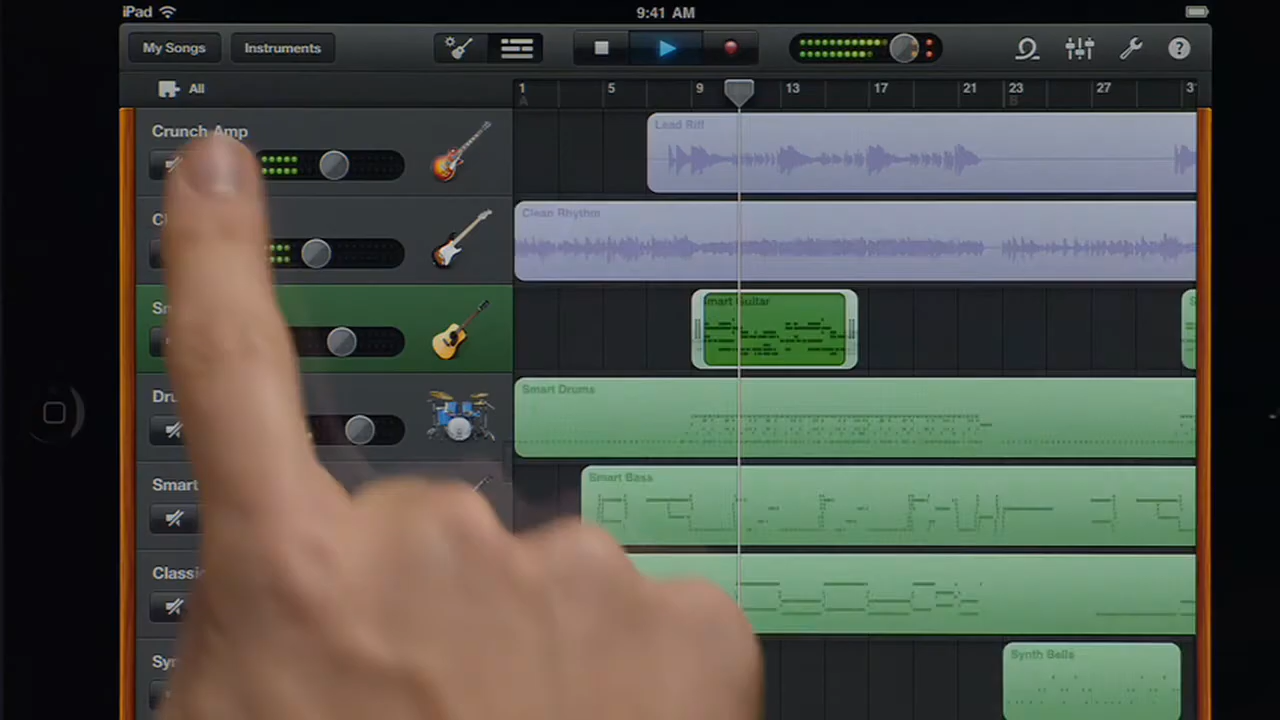 iPad
9:41 AM
My Songs
Instruments
All
1 5 9 13 17 21 23 27
A B
Crunch Amp
Lead Riff
Clean Rhythm
Smart Guitar
Smart Drums
Smart
Smart Bass
Synth Bells